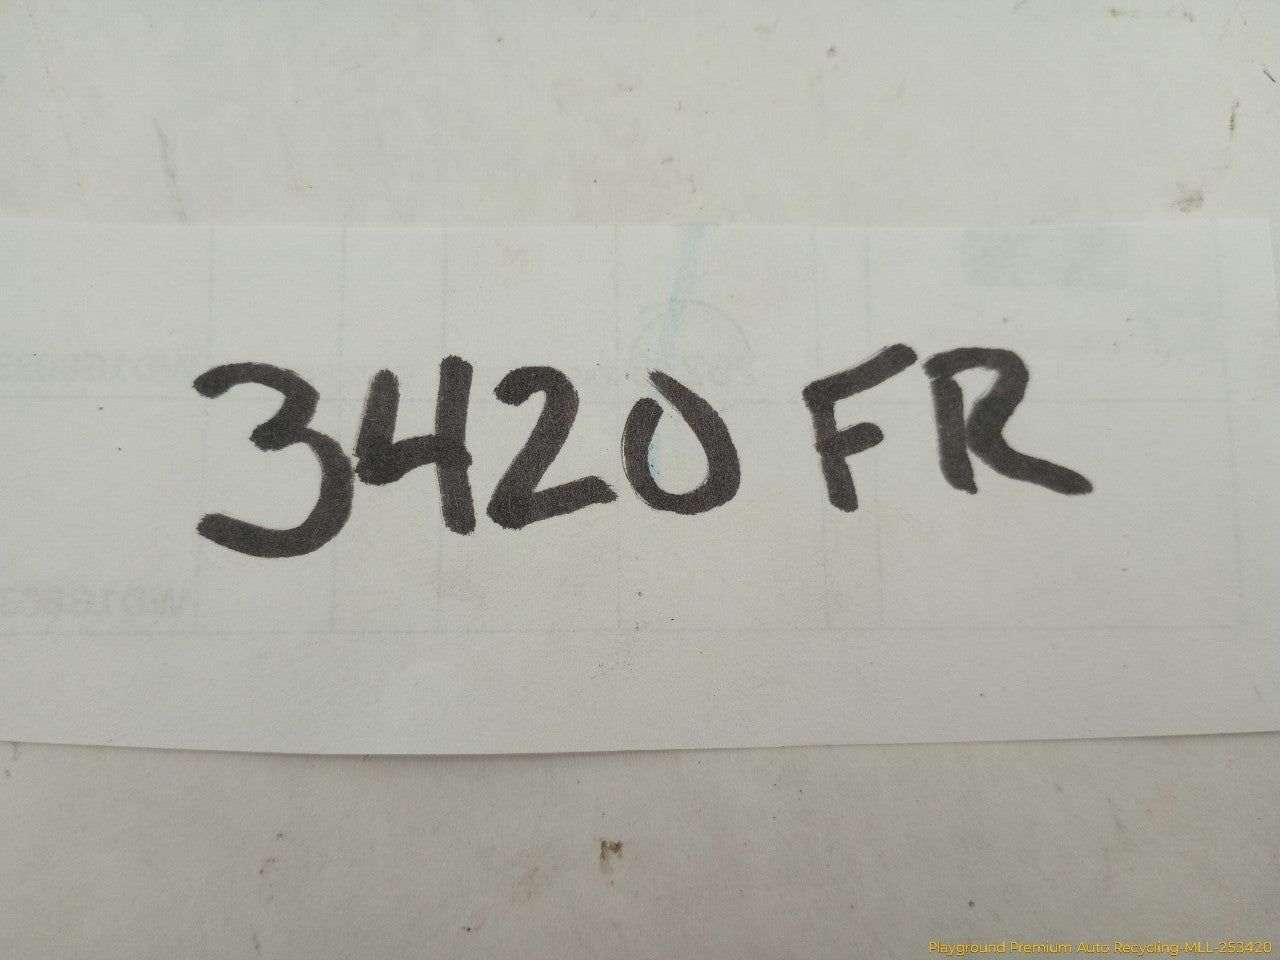 3420 FR
Playground Premium Auto Recycling-MLL-253420